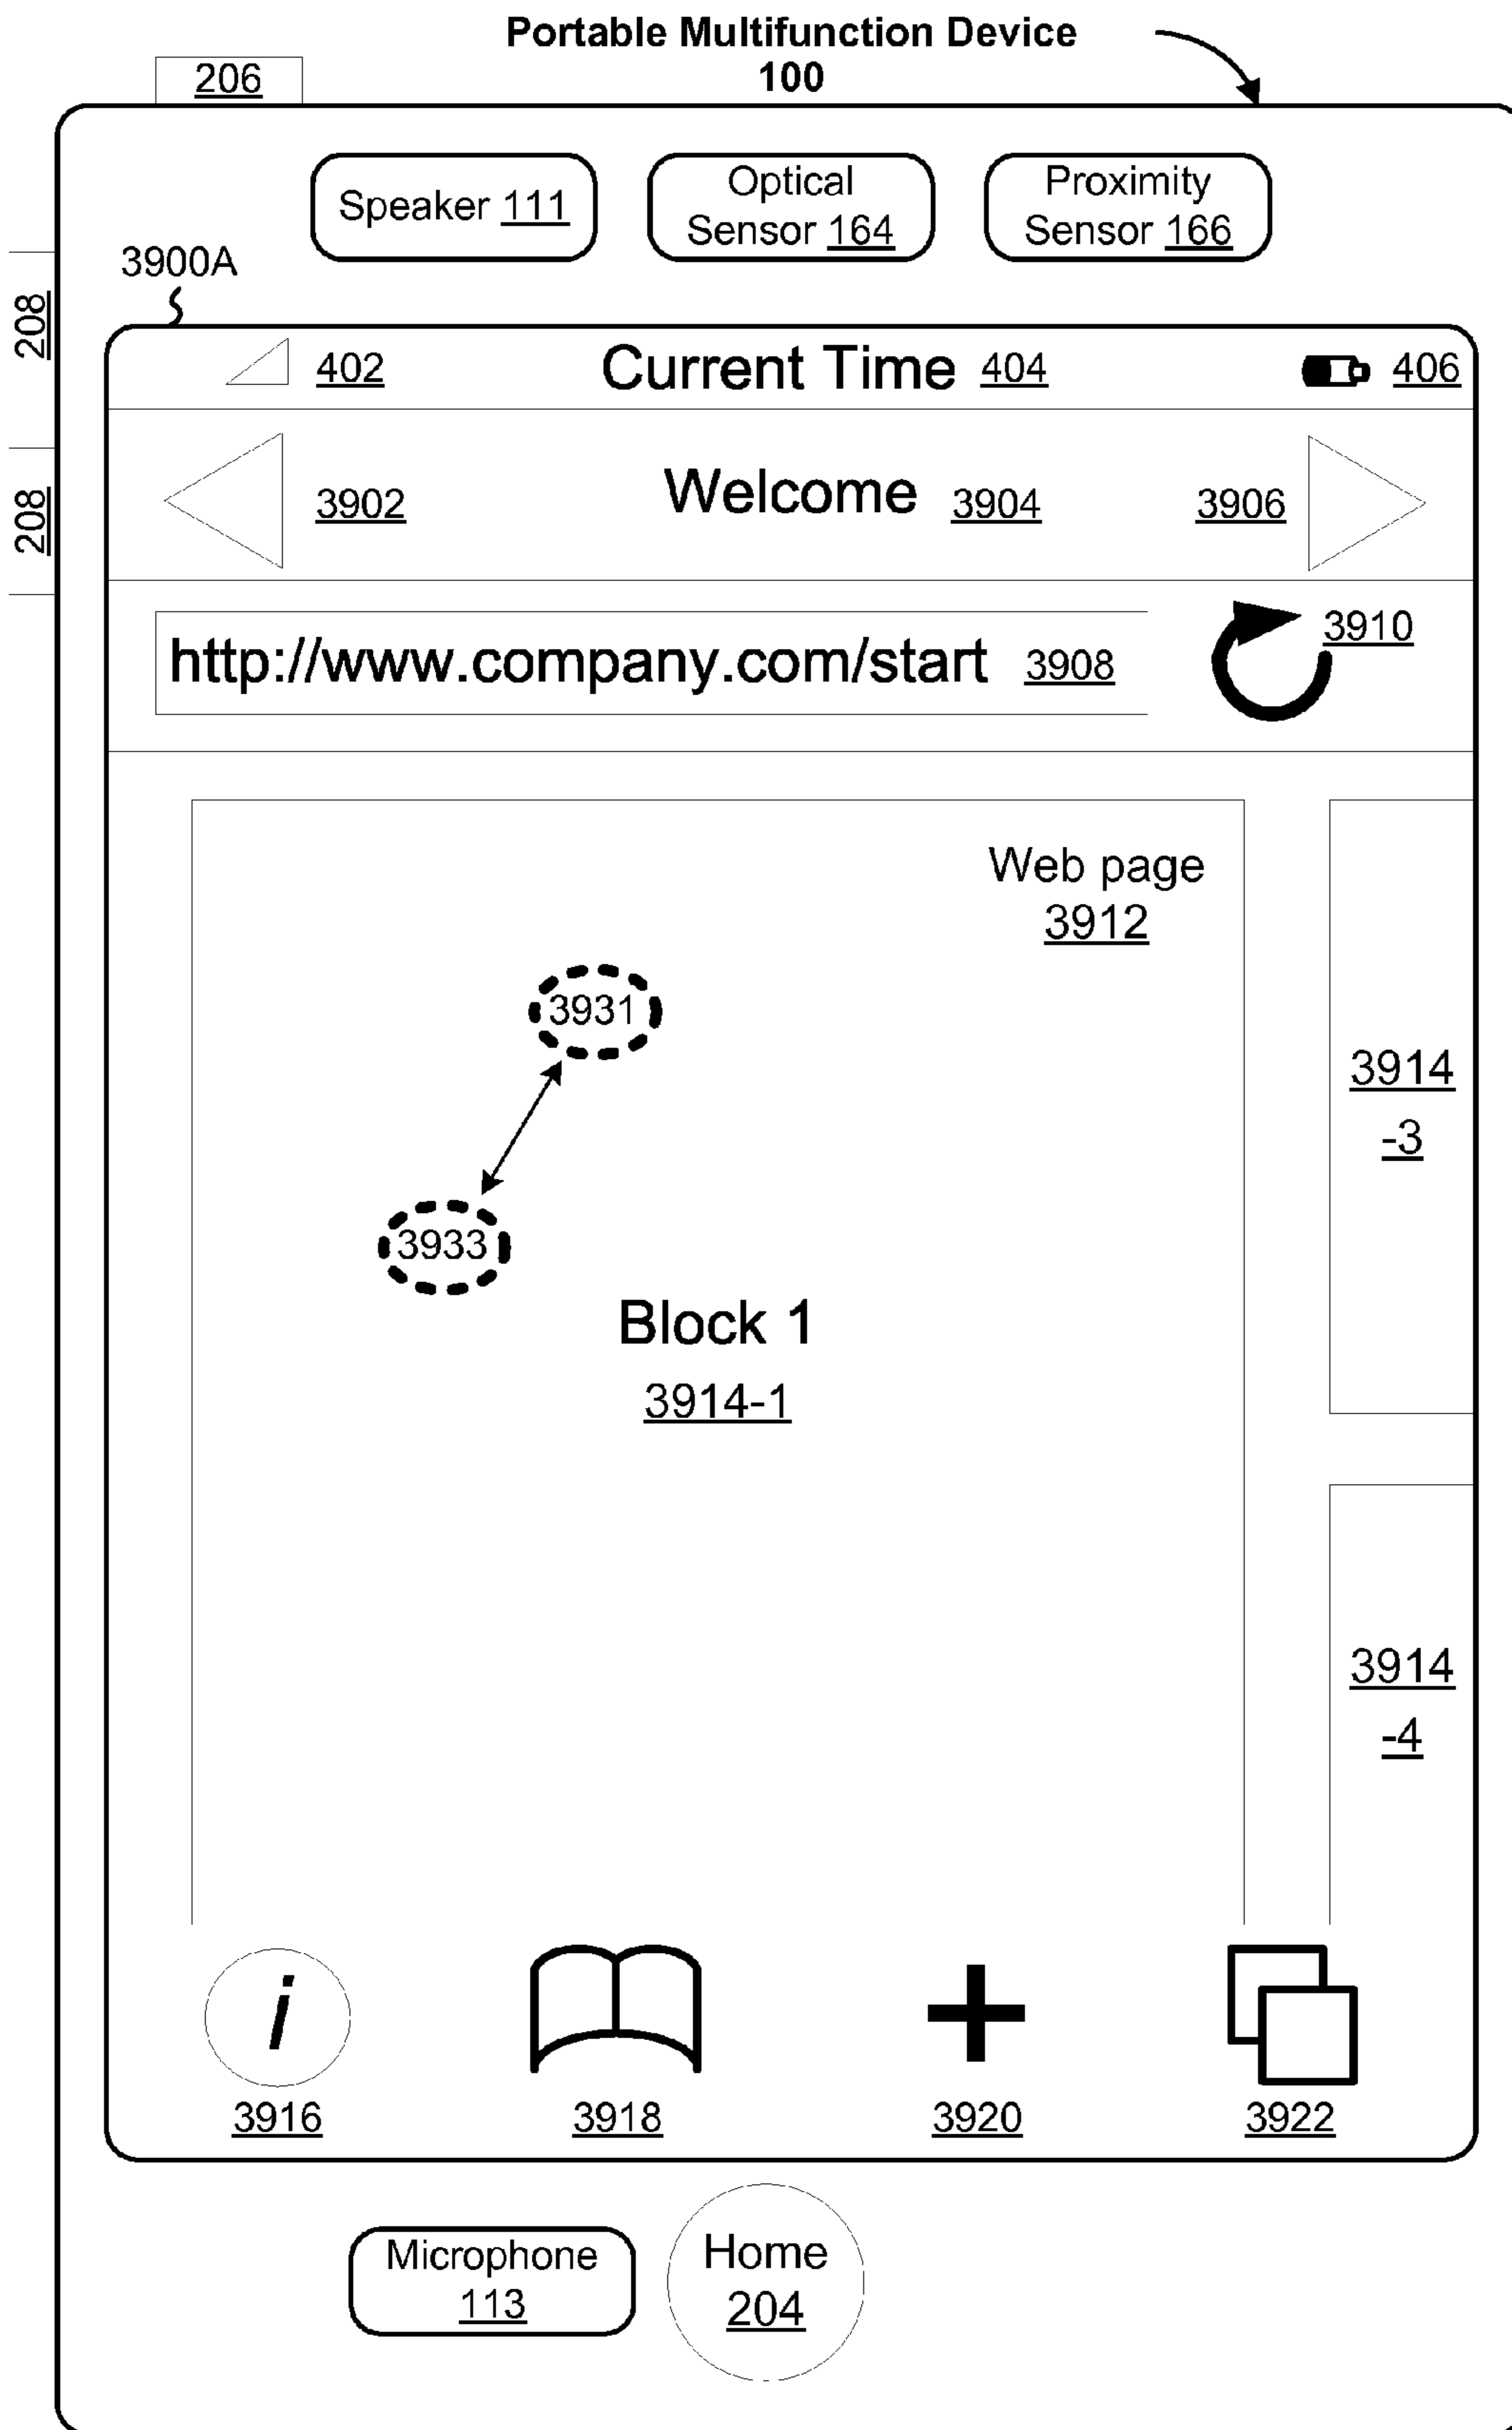 Portable Multifunction Device
100
206
Speaker 111
Optical
Sensor 164
Proximity
Sensor 166
3900A
208
208
402
Current Time 404
406
3902
Welcome 3904
3906
http://www.company.com/start 3908
3910
Web page
3912
3931
3933
Block 1
3914-1
3914
-3
3914
-4
i
3916
3918
3920
3922
Microphone
113
Home
204